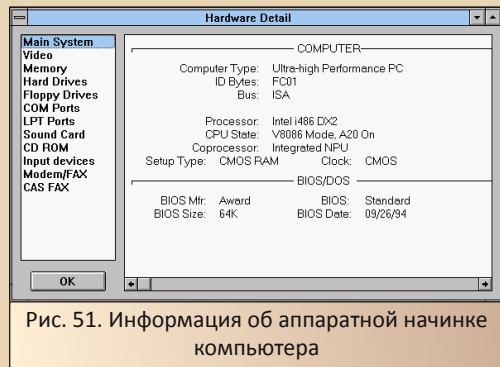 Hardware Detail
Main System
Video
Memory
Hard Drives
Floppy Drives
COM Ports
LPT Ports
Sound Card
CD ROM
Input devices
Modem/FAX
CAS FAX
OK
COMPUTER
Computer Type: Ultra-high Performance PC
ID Bytes: FC01
Bus: ISA
Processor: Intel i486 DX2
CPU State: V8086 Mode, A20 On
Coprocessor: Integrated NPU
Setup Type: CMOS RAM Clock: CMOS
BIOS/DOS
BIOS Mfr: Award BIOS: Standard
BIOS Size: 64K BIOS Date: 09/26/94
Рис. 51. Информация об аппаратной начинке
компьютера